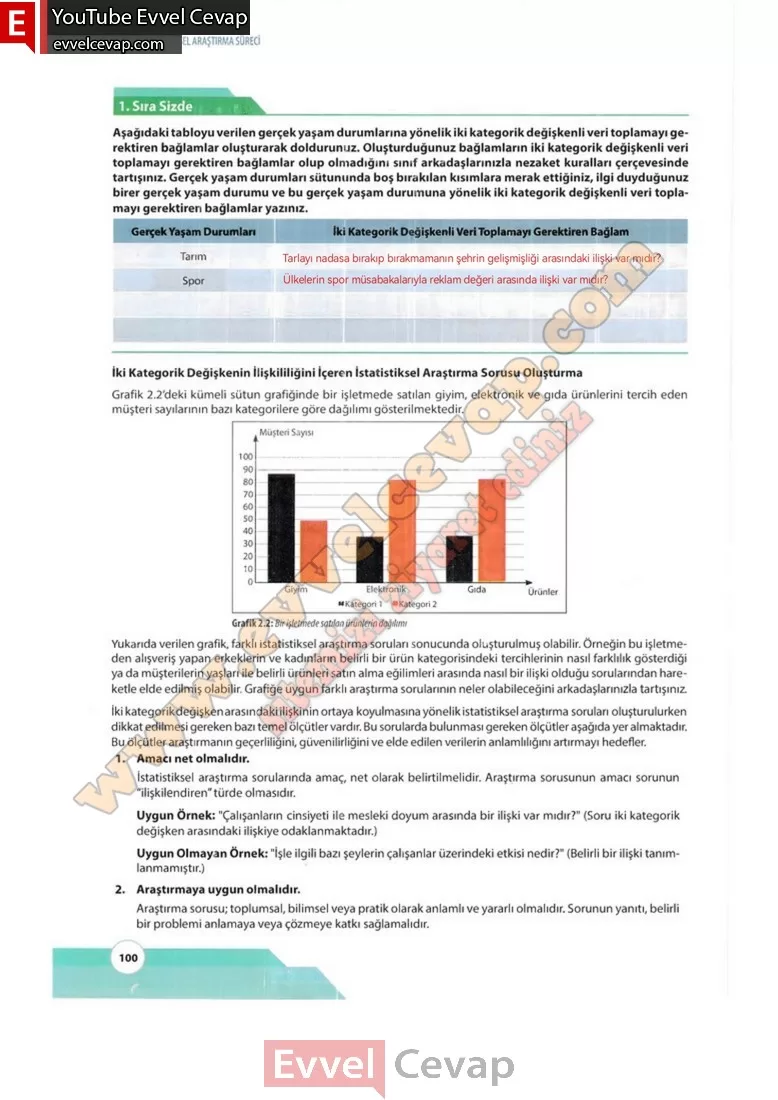 E YouTube Evvel Cevap
evvelcevap.com EL ARAŞTIRMA SÜRECİ
1. Sıra Sizde
Aşağıdaki tabloyu verilen gerçek yaşam durumlarına yönelik iki kategorik değişkenli veri toplamayı ge-
rektiren bağlamlar oluşturarak doldurunuz. Oluşturduğunuz bağlamların iki kategorik değişkenli veri
toplamayı gerektiren bağlamlar olup olmadığını sınıf arkadaşlarınızla nezaket kuralları çerçevesinde
tartışınız. Gerçek yaşam durumları sütununda boş bırakılan kısımlara merak ettiğiniz, ilgi duyduğunuz
birer gerçek yaşam durumu ve bu gerçek yaşam durumuna yönelik iki kategorik değişkenli veri topla-
mayı gerektiren bağlamlar yazınız.
Gerçek Yaşam Durumları İki Kategorik Değişkenli Veri Toplamayı Gerektiren Bağlam
Tarım Tarlayı nadasa bırakıp bırakmamanın şehrin gelişmişliği arasındaki ilişki var mıdır?
Spor Ülkelerin spor müsabakalarıyla reklam değeri arasında ilişki var mıdır?
İki Kategorik Değişkenin İlişkililiğini İçeren İstatistiksel Araştırma Sorusu Oluşturma
Grafik 2.2'deki kümeli sütun grafiğinde bir işletmede satılan giyim, elektronik ve gıda ürünlerini tercih eden
müşteri sayılarının bazı kategorilere göre dağılımı gösterilmektedir.
Müşteri Sayısı
100
90
80
70
60
50
40
30
20
10
0
Giyim Elektronik Gıda Ürünler
Kategori 1 Kategori 2
Grafik 2.2: Bir işletmede satılan ürünlerin dağılımı
Yukarıda verilen grafik, farklı istatistiksel araştırma soruları sonucunda oluşturulmuş olabilir. Örneğin bu işletme-
den alışveriş yapan erkeklerin ve kadınların belirli bir ürün kategorisindeki tercihlerinin nasıl farklılık gösterdiği
ya da müşterilerin yaşları ile belirli ürünleri satın alma eğilimleri arasında nasıl bir ilişki olduğu sorularından hare-
ketle elde edilmiş olabilir. Grafiğe uygun farklı araştırma sorularının neler olabileceğini arkadaşlarınızla tartışınız.
İki kategorik değişken arasındaki ilişkinin ortaya koyulmasına yönelik istatistiksel araştırma soruları oluşturulurken
dikkat edilmesi gereken bazı temel ölçütler vardır. Bu sorularda bulunması gereken ölçütler aşağıda yer almaktadır.
Bu ölçütler araştırmanın geçerliliğini, güvenilirliğini ve elde edilen verilerin anlamlılığını artırmayı hedefler.
1. Amacı net olmalıdır.
İstatistiksel araştırma sorularında amaç, net olarak belirtilmelidir. Araştırma sorusunun amacı sorunun
"ilişkilendiren" türde olmasıdır.
Uygun Örnek: "Çalışanların cinsiyeti ile mesleki doyum arasında bir ilişki var mıdır?" (Soru iki kategorik
değişken arasındaki ilişkiye odaklanmaktadır.)
Uygun Olmayan Örnek: "İşle ilgili bazı şeylerin çalışanlar üzerindeki etkisi nedir?" (Belirli bir ilişki tanım-
lanmamıştır.)
2. Araştırmaya uygun olmalıdır.
Araştırma sorusu; toplumsal, bilimsel veya pratik olarak anlamlı ve yararlı olmalıdır. Sorunun yanıtı, belirli
bir problemi anlamaya veya çözmeye katkı sağlamalıdır.
100
www.evvelcevap.com
sitemizi ziyaret ediniz
Evvel Cevap